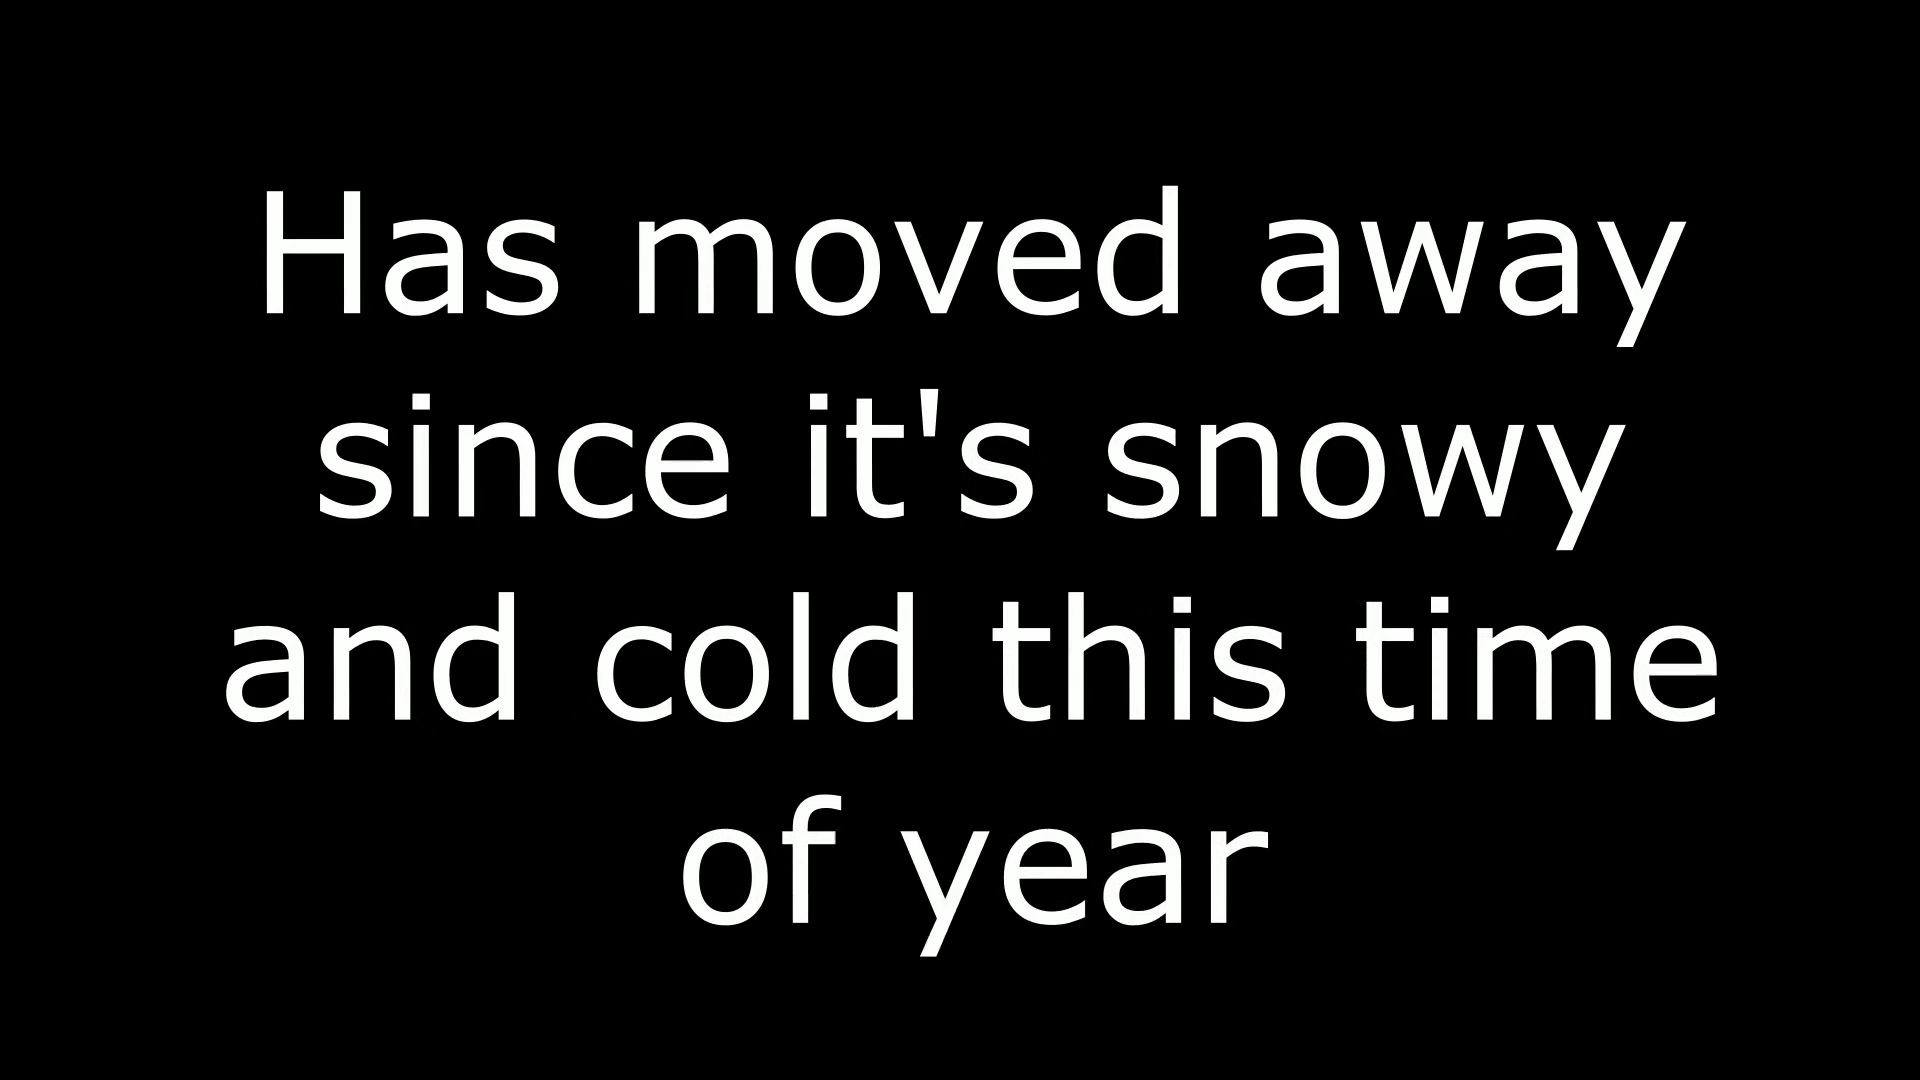 Has moved away
since it's snowy
and cold this time
of year